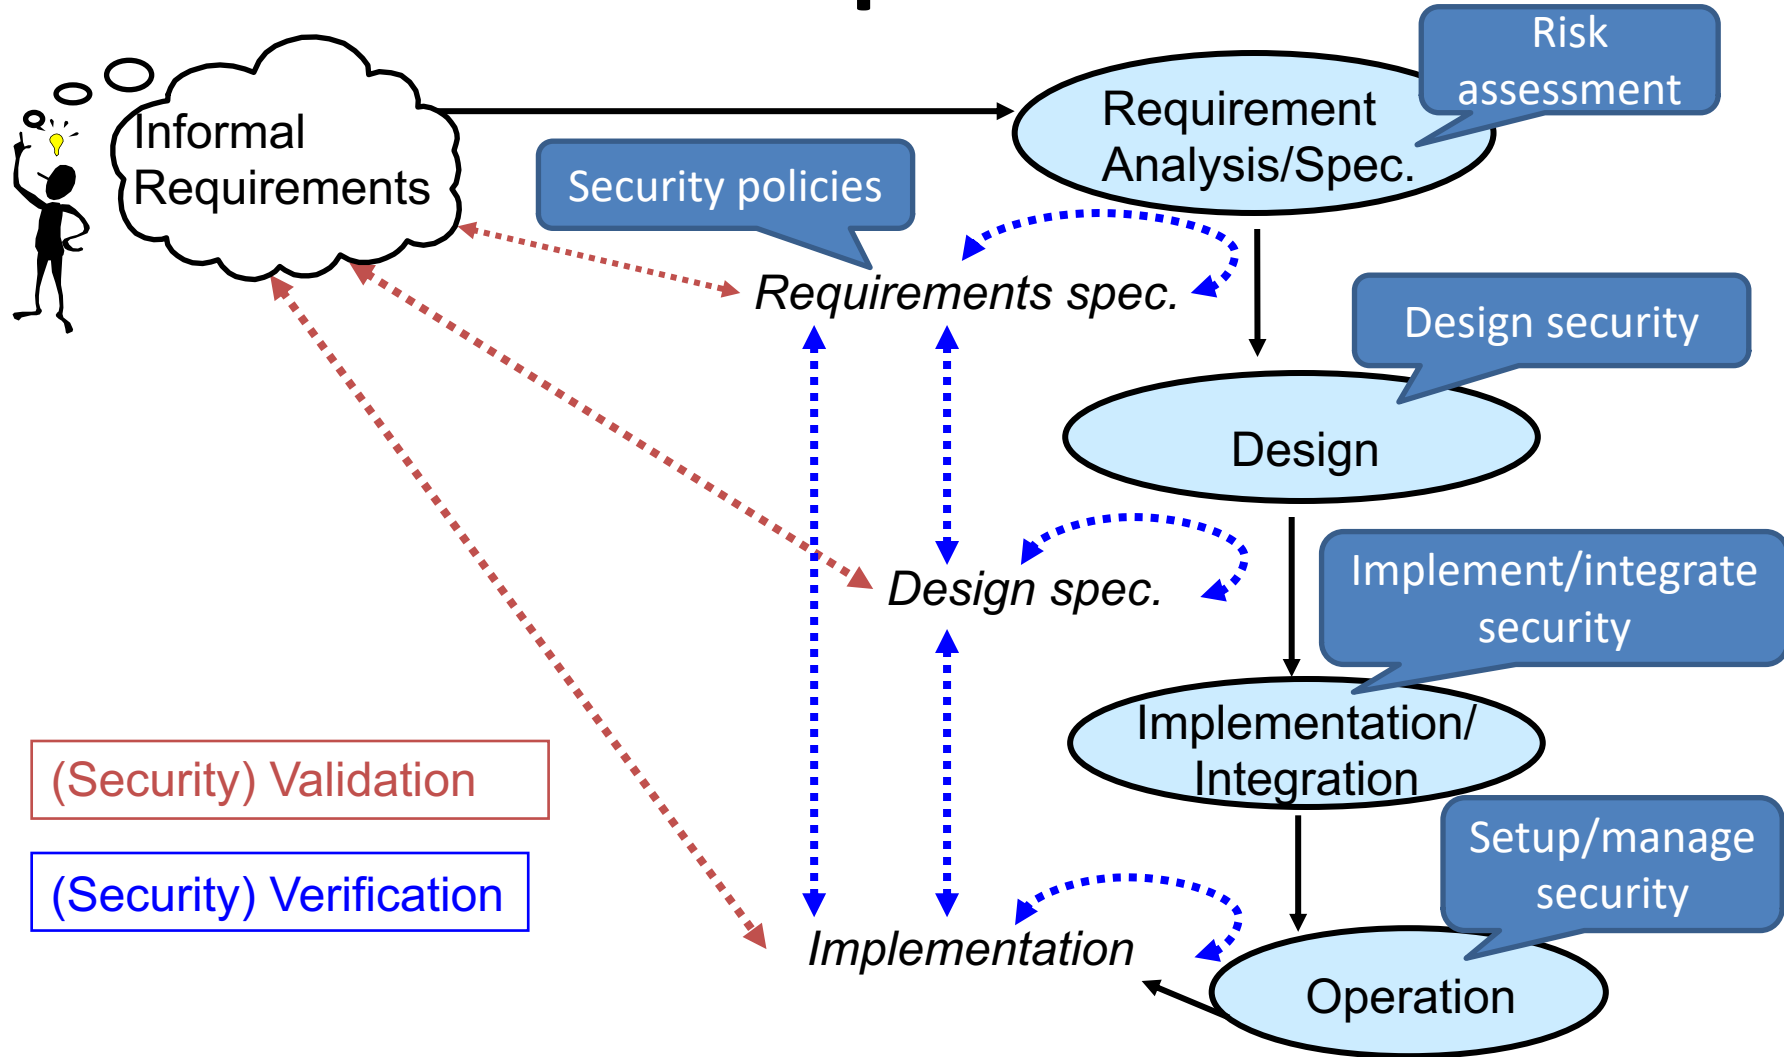 Risk
assessment
Informal
Requirements
Requirement
Analysis/Spec.
Security policies
Requirements spec.
Design security
Design
Implement/integrate
security
Design spec.
Implementation/
Integration
(Security) Validation
Setup/manage
security
(Security) Verification
Implementation
Operation